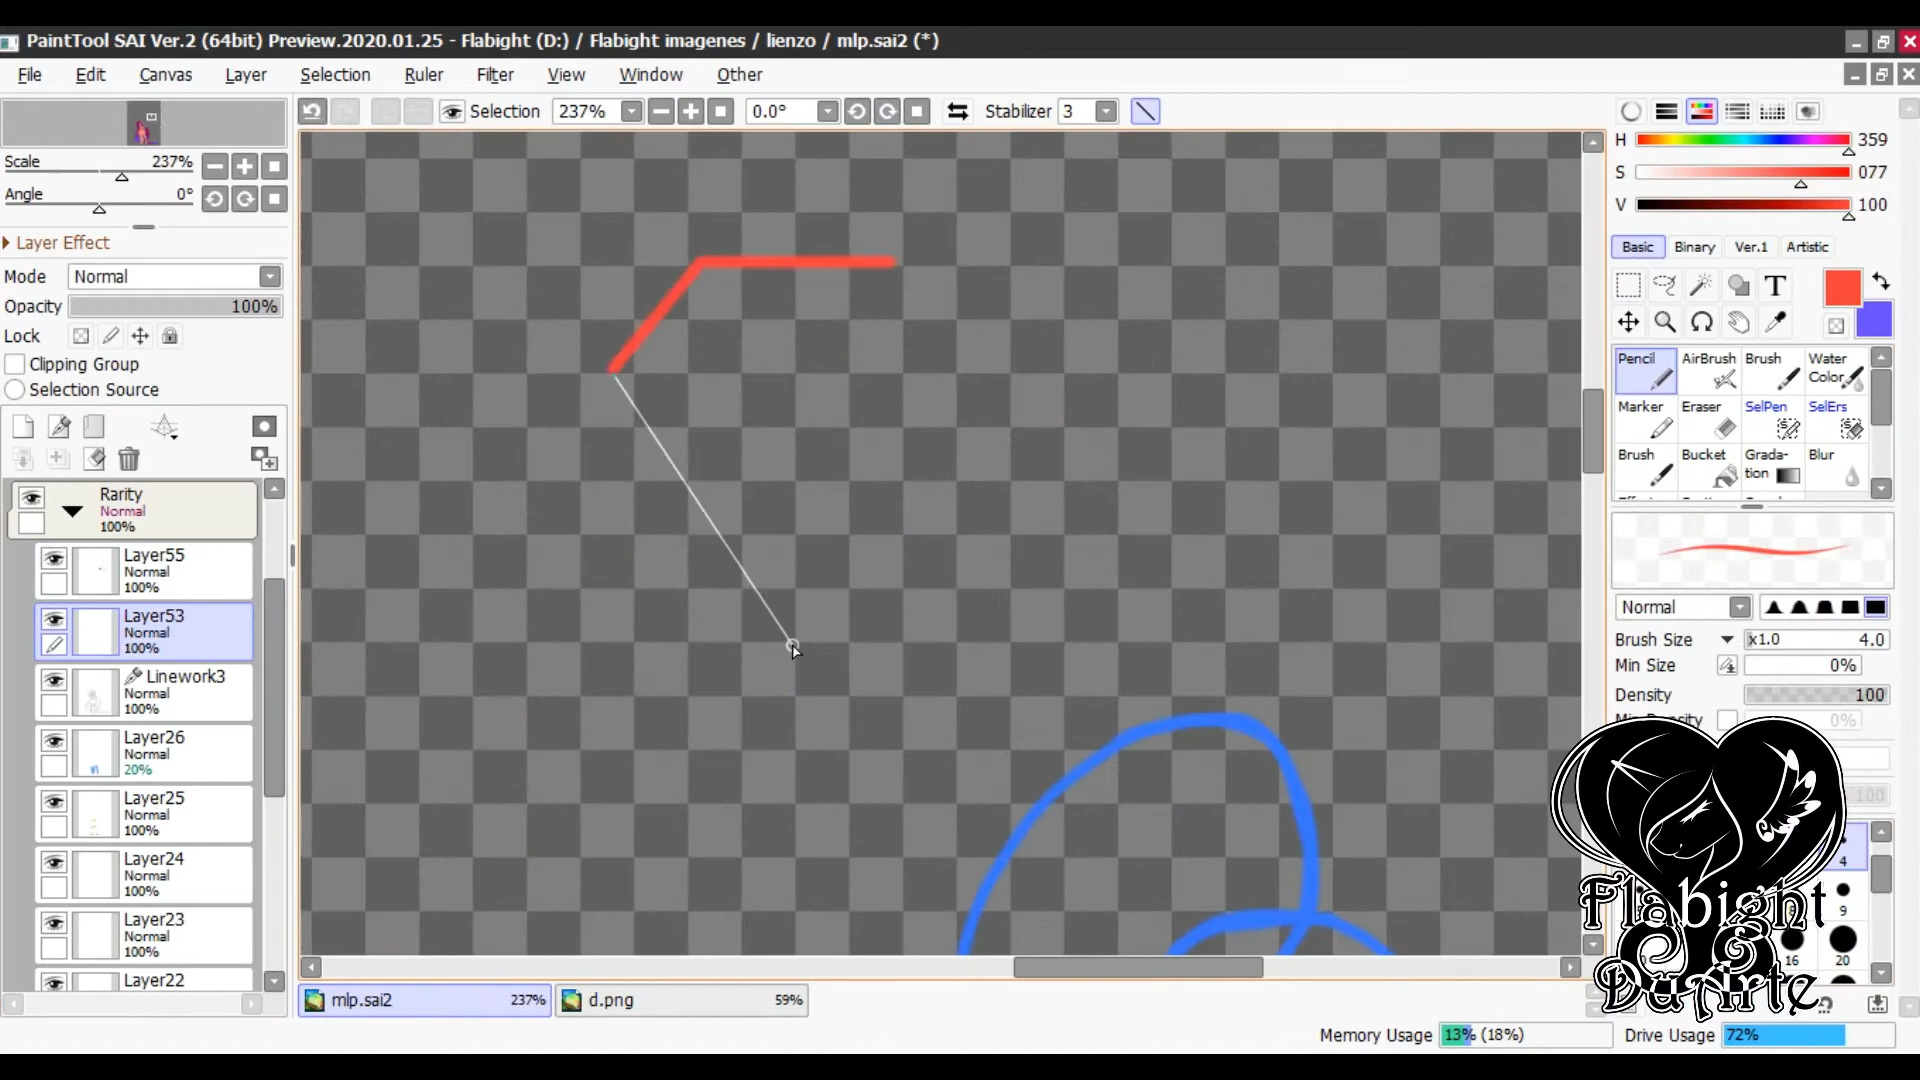 PaintTool SAI Ver.2 (64bit) Preview.2020.01.25 - Flabight (D:) / Flabight imagenes / lienzo / mlp.sai2 (*)
File Edit Canvas Layer Selection Ruler Filter View Window Other
Selection 237% 0.0° Stabilizer 3
Scale 237%
Angle 0°
Layer Effect
Mode Normal
Opacity 100%
Lock
Clipping Group
Selection Source
Rarity
Normal
100%
Layer55
Normal
100%
Layer53
Normal
100%
Linework3
Normal
100%
Layer26
Normal
20%
Layer25
Normal
100%
Layer24
Normal
100%
Layer23
Normal
100%
Layer22
mlp.sai2 237%
d.png 59%
H 359
S 077
V 100
Basic Binary Ver.1 Artistic
T
Pencil AirBrush Brush Water Color
Marker Eraser SelPen SelErs
Brush Bucket Grada-tion Blur
Normal
Brush Size x1.0 4.0
Min Size 0%
Density 100
Min Density 0%
100
4
9
16 20
Flabight
DuArte
Memory Usage 13% (18%) Drive Usage 72%